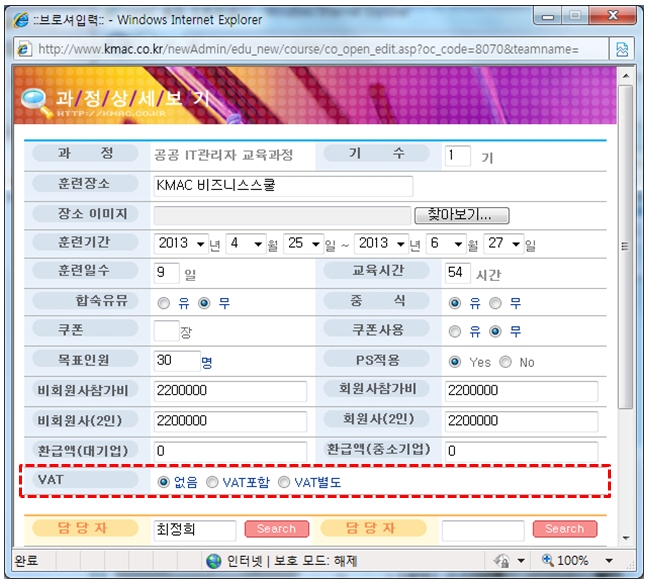 ::브로셔입력:: - Windows Internet Explorer
http://www.kmac.co.kr/newAdmin/edu_new/course/co_open_edit.asp?oc_code=8070&teamname=
과/정/상/세/보/기
HTTP://KMAC.CO.KR
과 정 공공 IT관리자 교육과정 기 수 1 기
훈련장소 KMAC 비즈니스스쿨
장소 이미지 찾아보기...
훈련기간 2013 년 4 월 25 일 ~ 2013 년 6 월 27 일
훈련일수 9 일 교육시간 54 시간
합숙유뮤 유 무 중 식 유 무
쿠폰 장 쿠폰사용 유 무
목표인원 30 명 PS적용 Yes No
비회원사참가비 2200000 회원사참가비 2200000
비회원사(2인) 2200000 회원사(2인) 2200000
환급액(대기업) 0 환급액(중소기업) 0
VAT 없음 VAT포함 VAT별도
담 당 자 최정희 Search 담 당 자 Search
완료 인터넷 | 보호 모드: 해제 100%